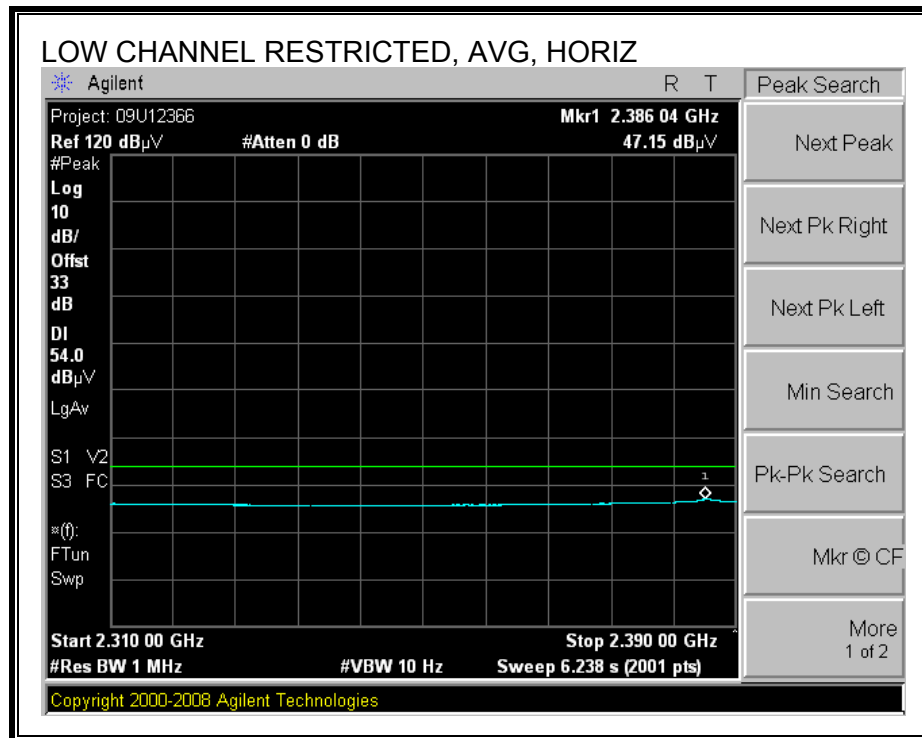 LOW CHANNEL RESTRICTED, AVG, HORIZ
Agilent R T
Peak Search
Project: 09U12366 Mkr1 2.386 04 GHz
Ref 120 dBµV #Atten 0 dB 47.15 dBµV
#Peak
Log
10
dB/
Offst
33
dB
DI
54.0
dBµV
LgAv
S1 V2
S3 FC
¤(f):
FTun
Swp
1
Start 2.310 00 GHz Stop 2.390 00 GHz ^
#Res BW 1 MHz #VBW 10 Hz Sweep 6.238 s (2001 pts)
Copyright 2000-2008 Agilent Technologies
Next Peak
Next Pk Right
Next Pk Left
Min Search
Pk-Pk Search
Mkr © CF
More
1 of 2